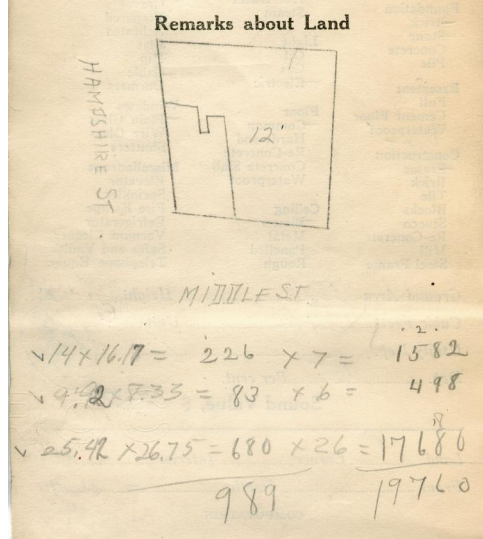 Remarks about Land
HAMPSHIRE ST.
12'
MIDDLE ST.
✓ 14 x 16.17 = 226 x 7 = 1582
✓ 9.92 x 8.33 = 83 x 6 = 498
✓ 25.42 x 26.75 = 680 x 26 = 17680
989 19760